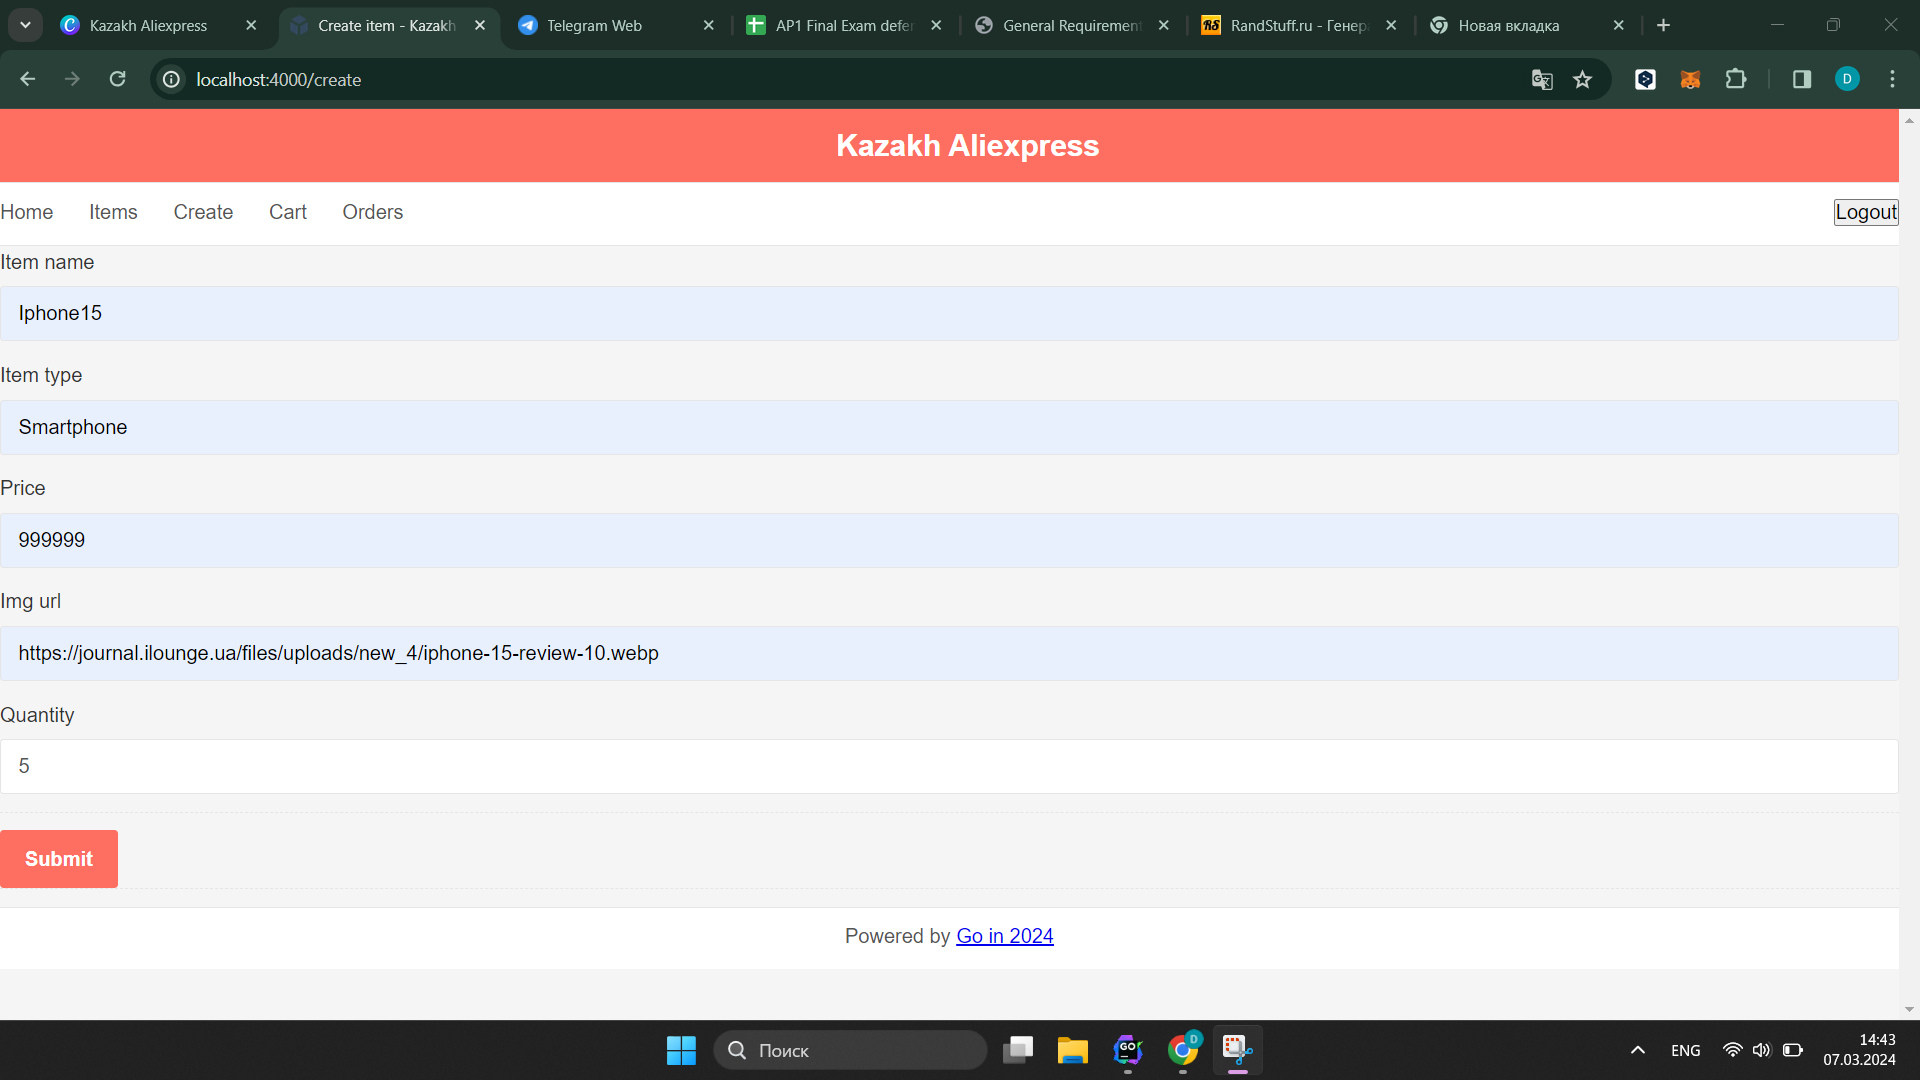 Kazakh Aliexpress
Create item - Kazakh
Telegram Web
AP1 Final Exam defen
General Requirement
RandStuff.ru - Генера
Новая вкладка
localhost:4000/create
D
Kazakh Aliexpress
Home Items Create Cart Orders Logout
Item name
Iphone15
Item type
Smartphone
Price
999999
Img url
https://journal.ilounge.ua/files/uploads/new_4/iphone-15-review-10.webp
Quantity
5
Submit
Powered by Go in 2024
Поиск
GO
D
ENG
14:43
07.03.2024